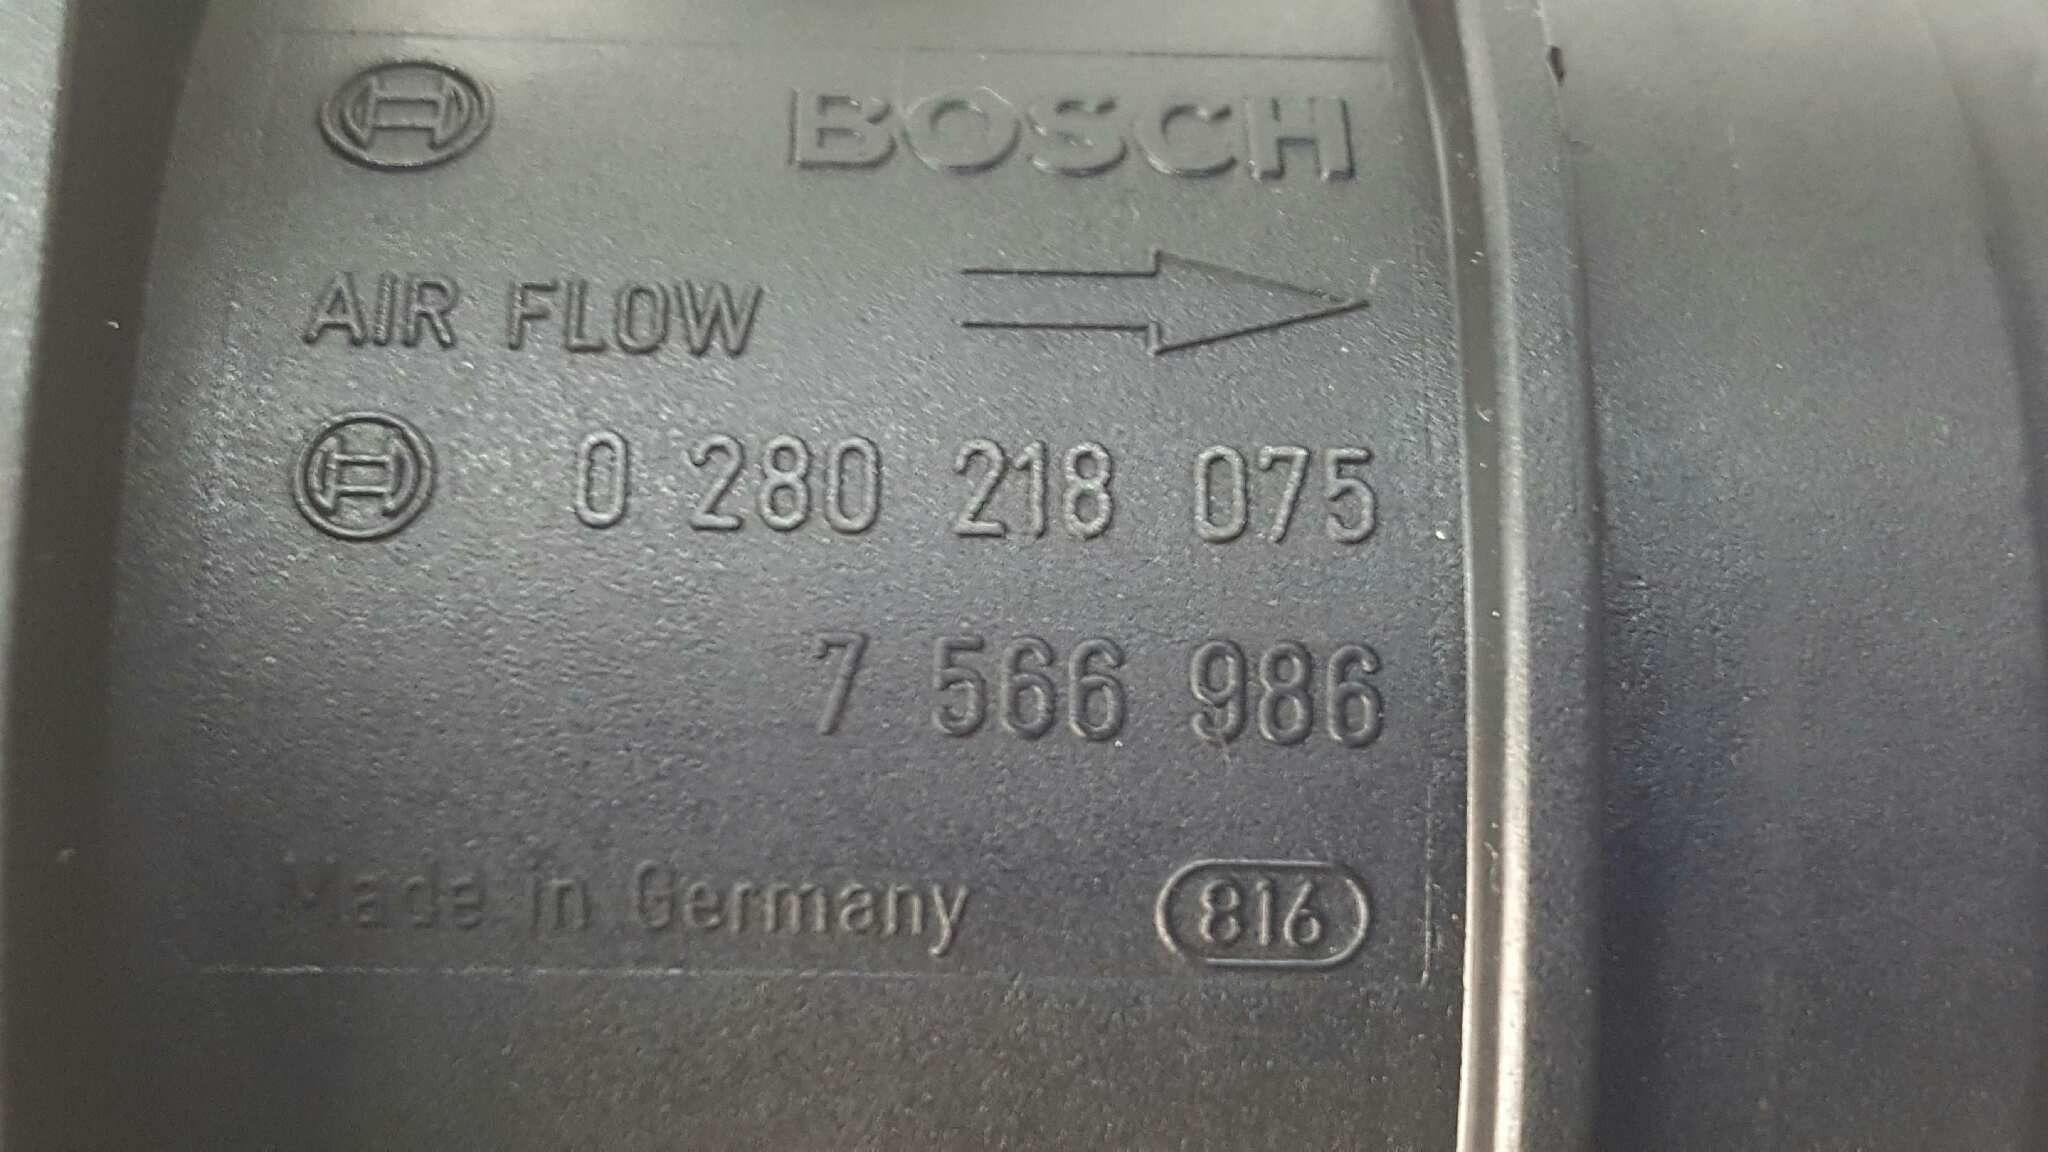 BOSCH
AIR FLOW
0 280 218 075
7 566 986
Made in Germany 816